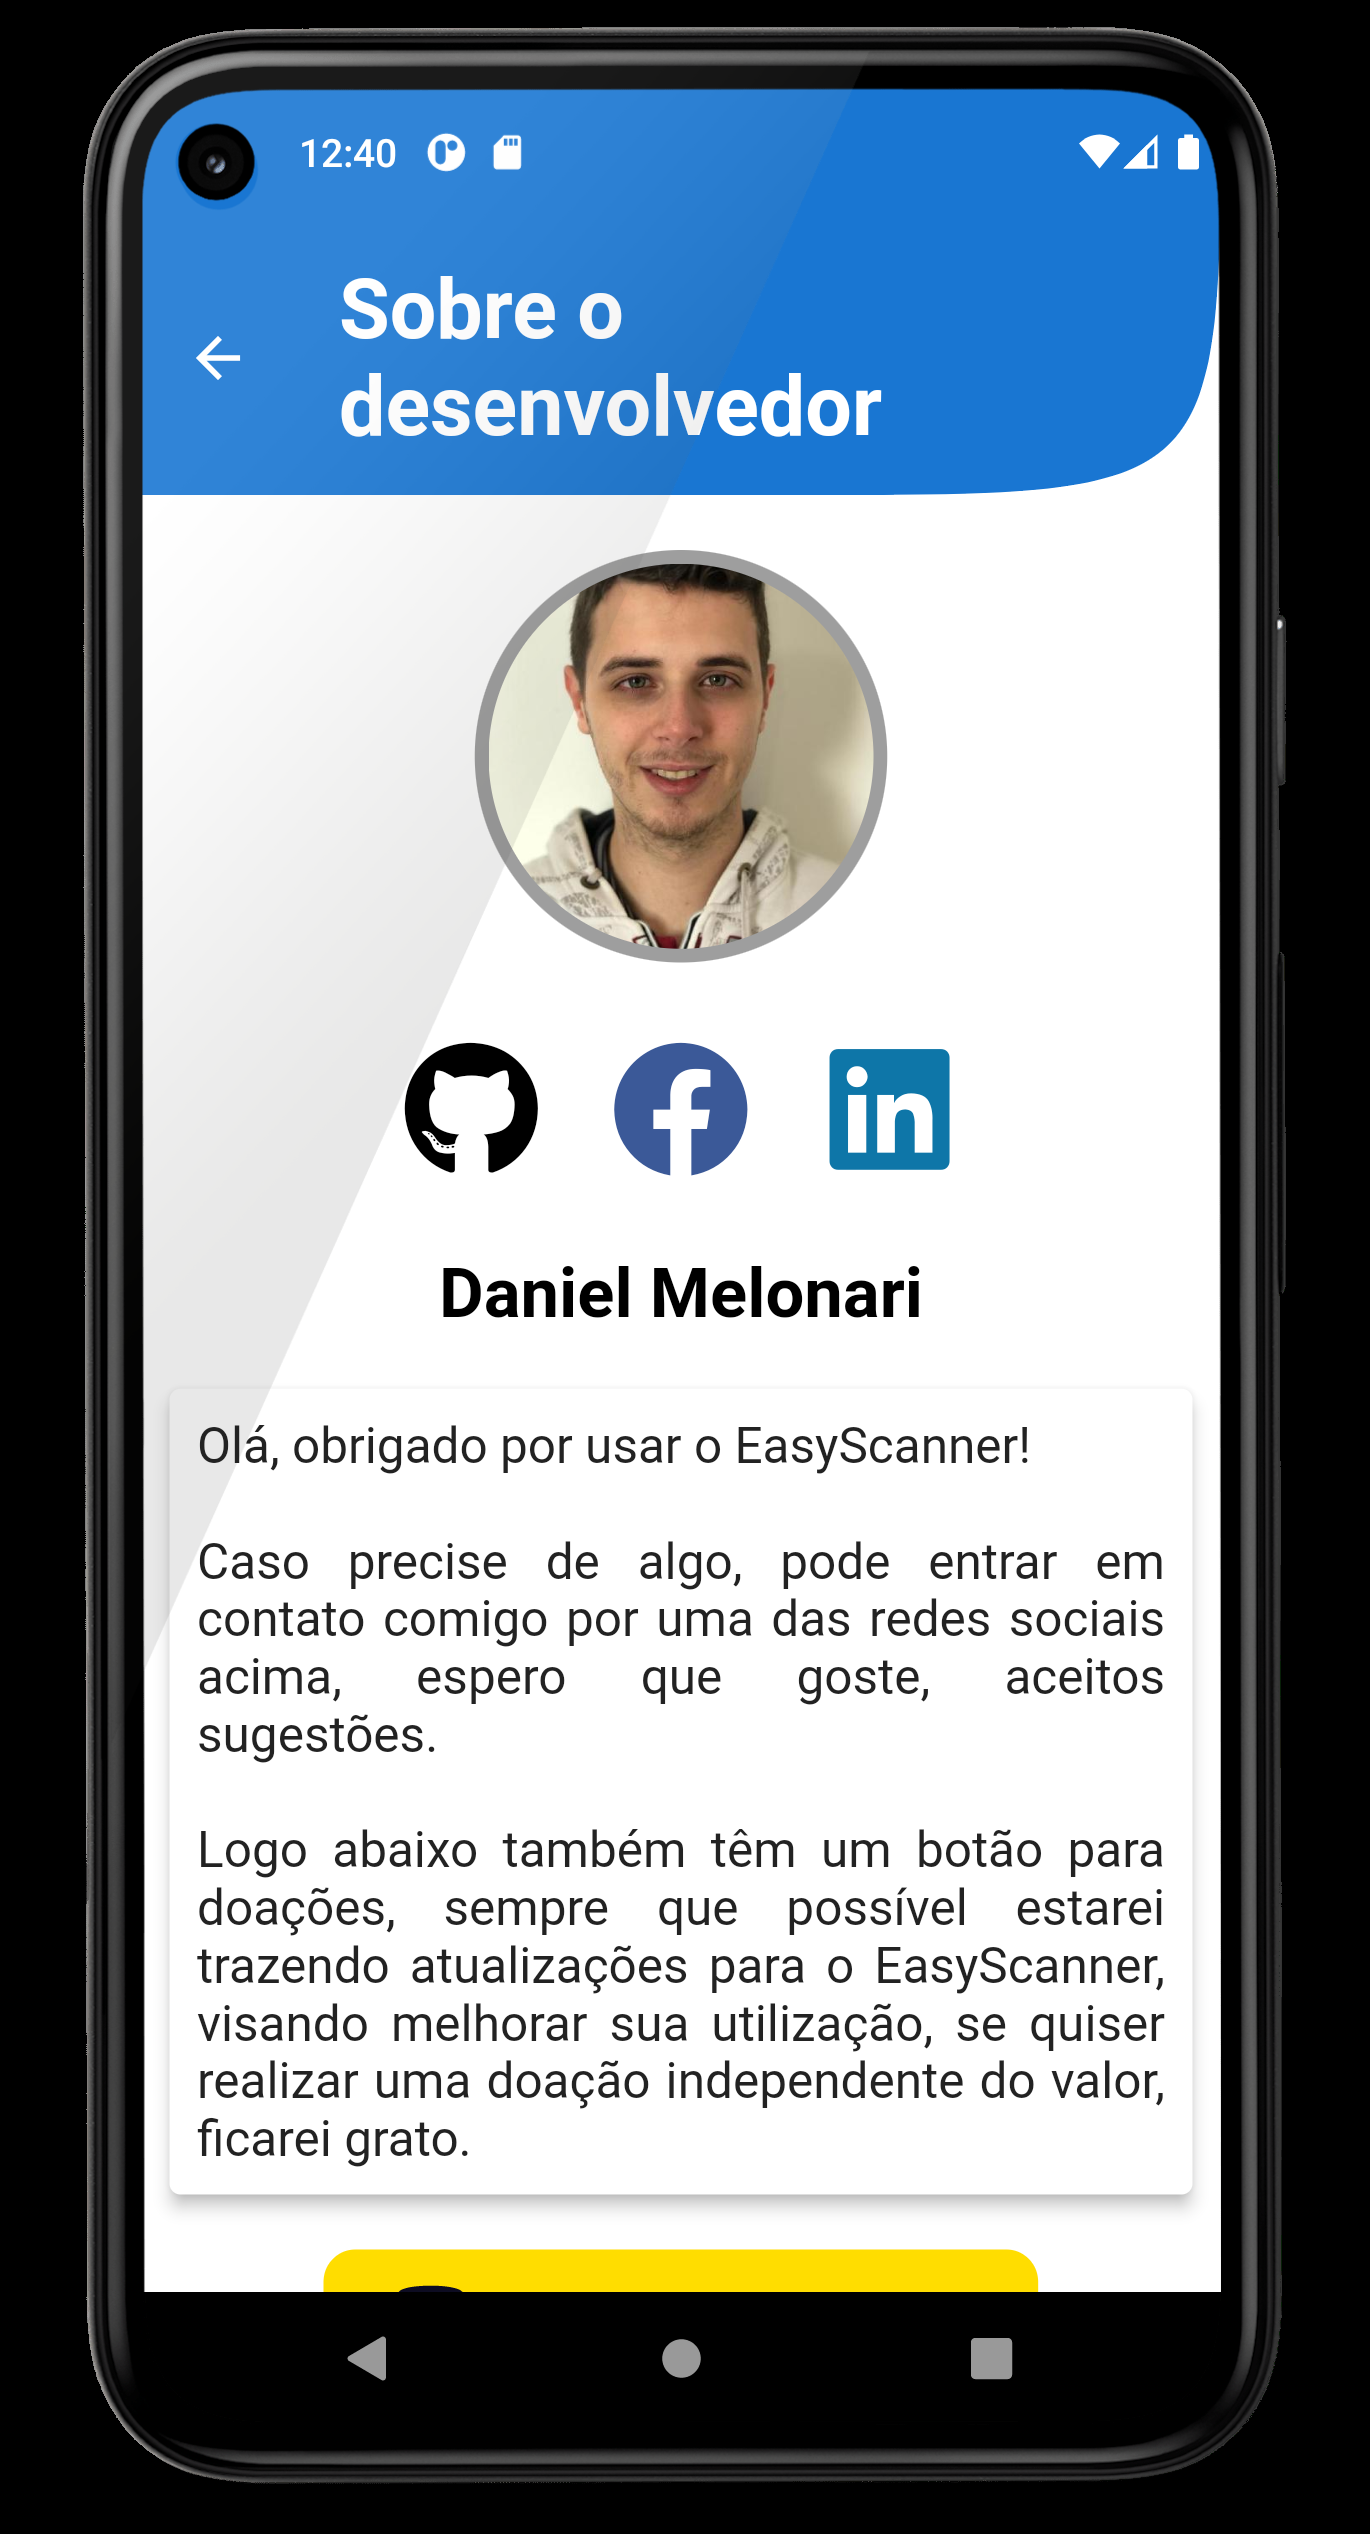 12:40
Sobre o
desenvolvedor
in
Daniel Melonari
Olá, obrigado por usar o EasyScanner!
Caso precise de algo, pode entrar em
contato comigo por uma das redes sociais
acima, espero que goste, aceitos
sugestões.
Logo abaixo também têm um botão para
doações, sempre que possível estarei
trazendo atualizações para o EasyScanner,
visando melhorar sua utilização, se quiser
realizar uma doação independente do valor,
ficarei grato.